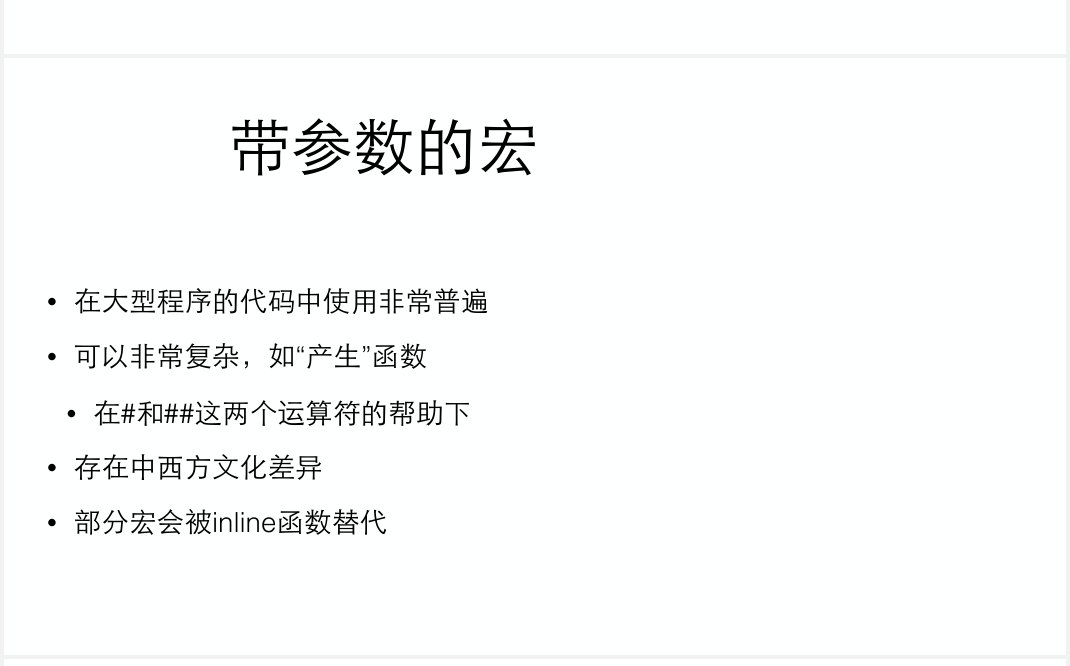 带参数的宏
• 在大型程序的代码中使用非常普遍
• 可以非常复杂，如“产生”函数
• 在#和##这两个运算符的帮助下
• 存在中西方文化差异
• 部分宏会被inline函数替代